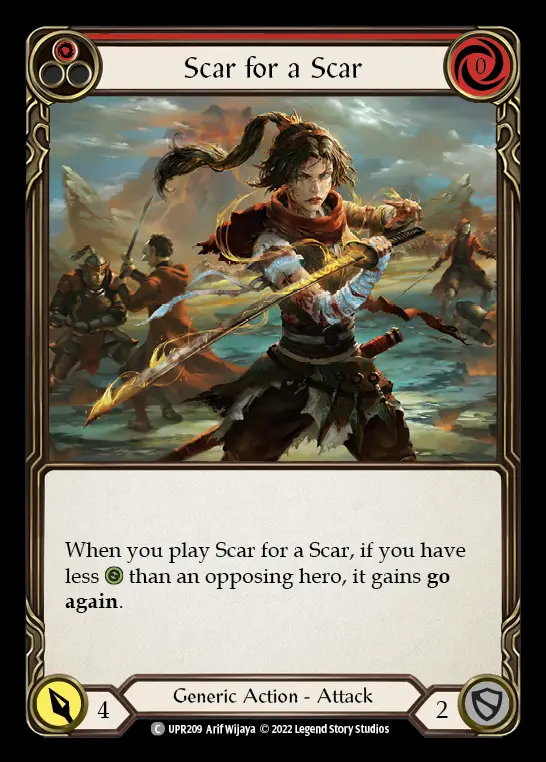 Scar for a Scar
0
When you play Scar for a Scar, if you have
less than an opposing hero, it gains go
again.
4
Generic Action - Attack
2
C UPR209 Arif Wijaya © 2022 Legend Story Studios